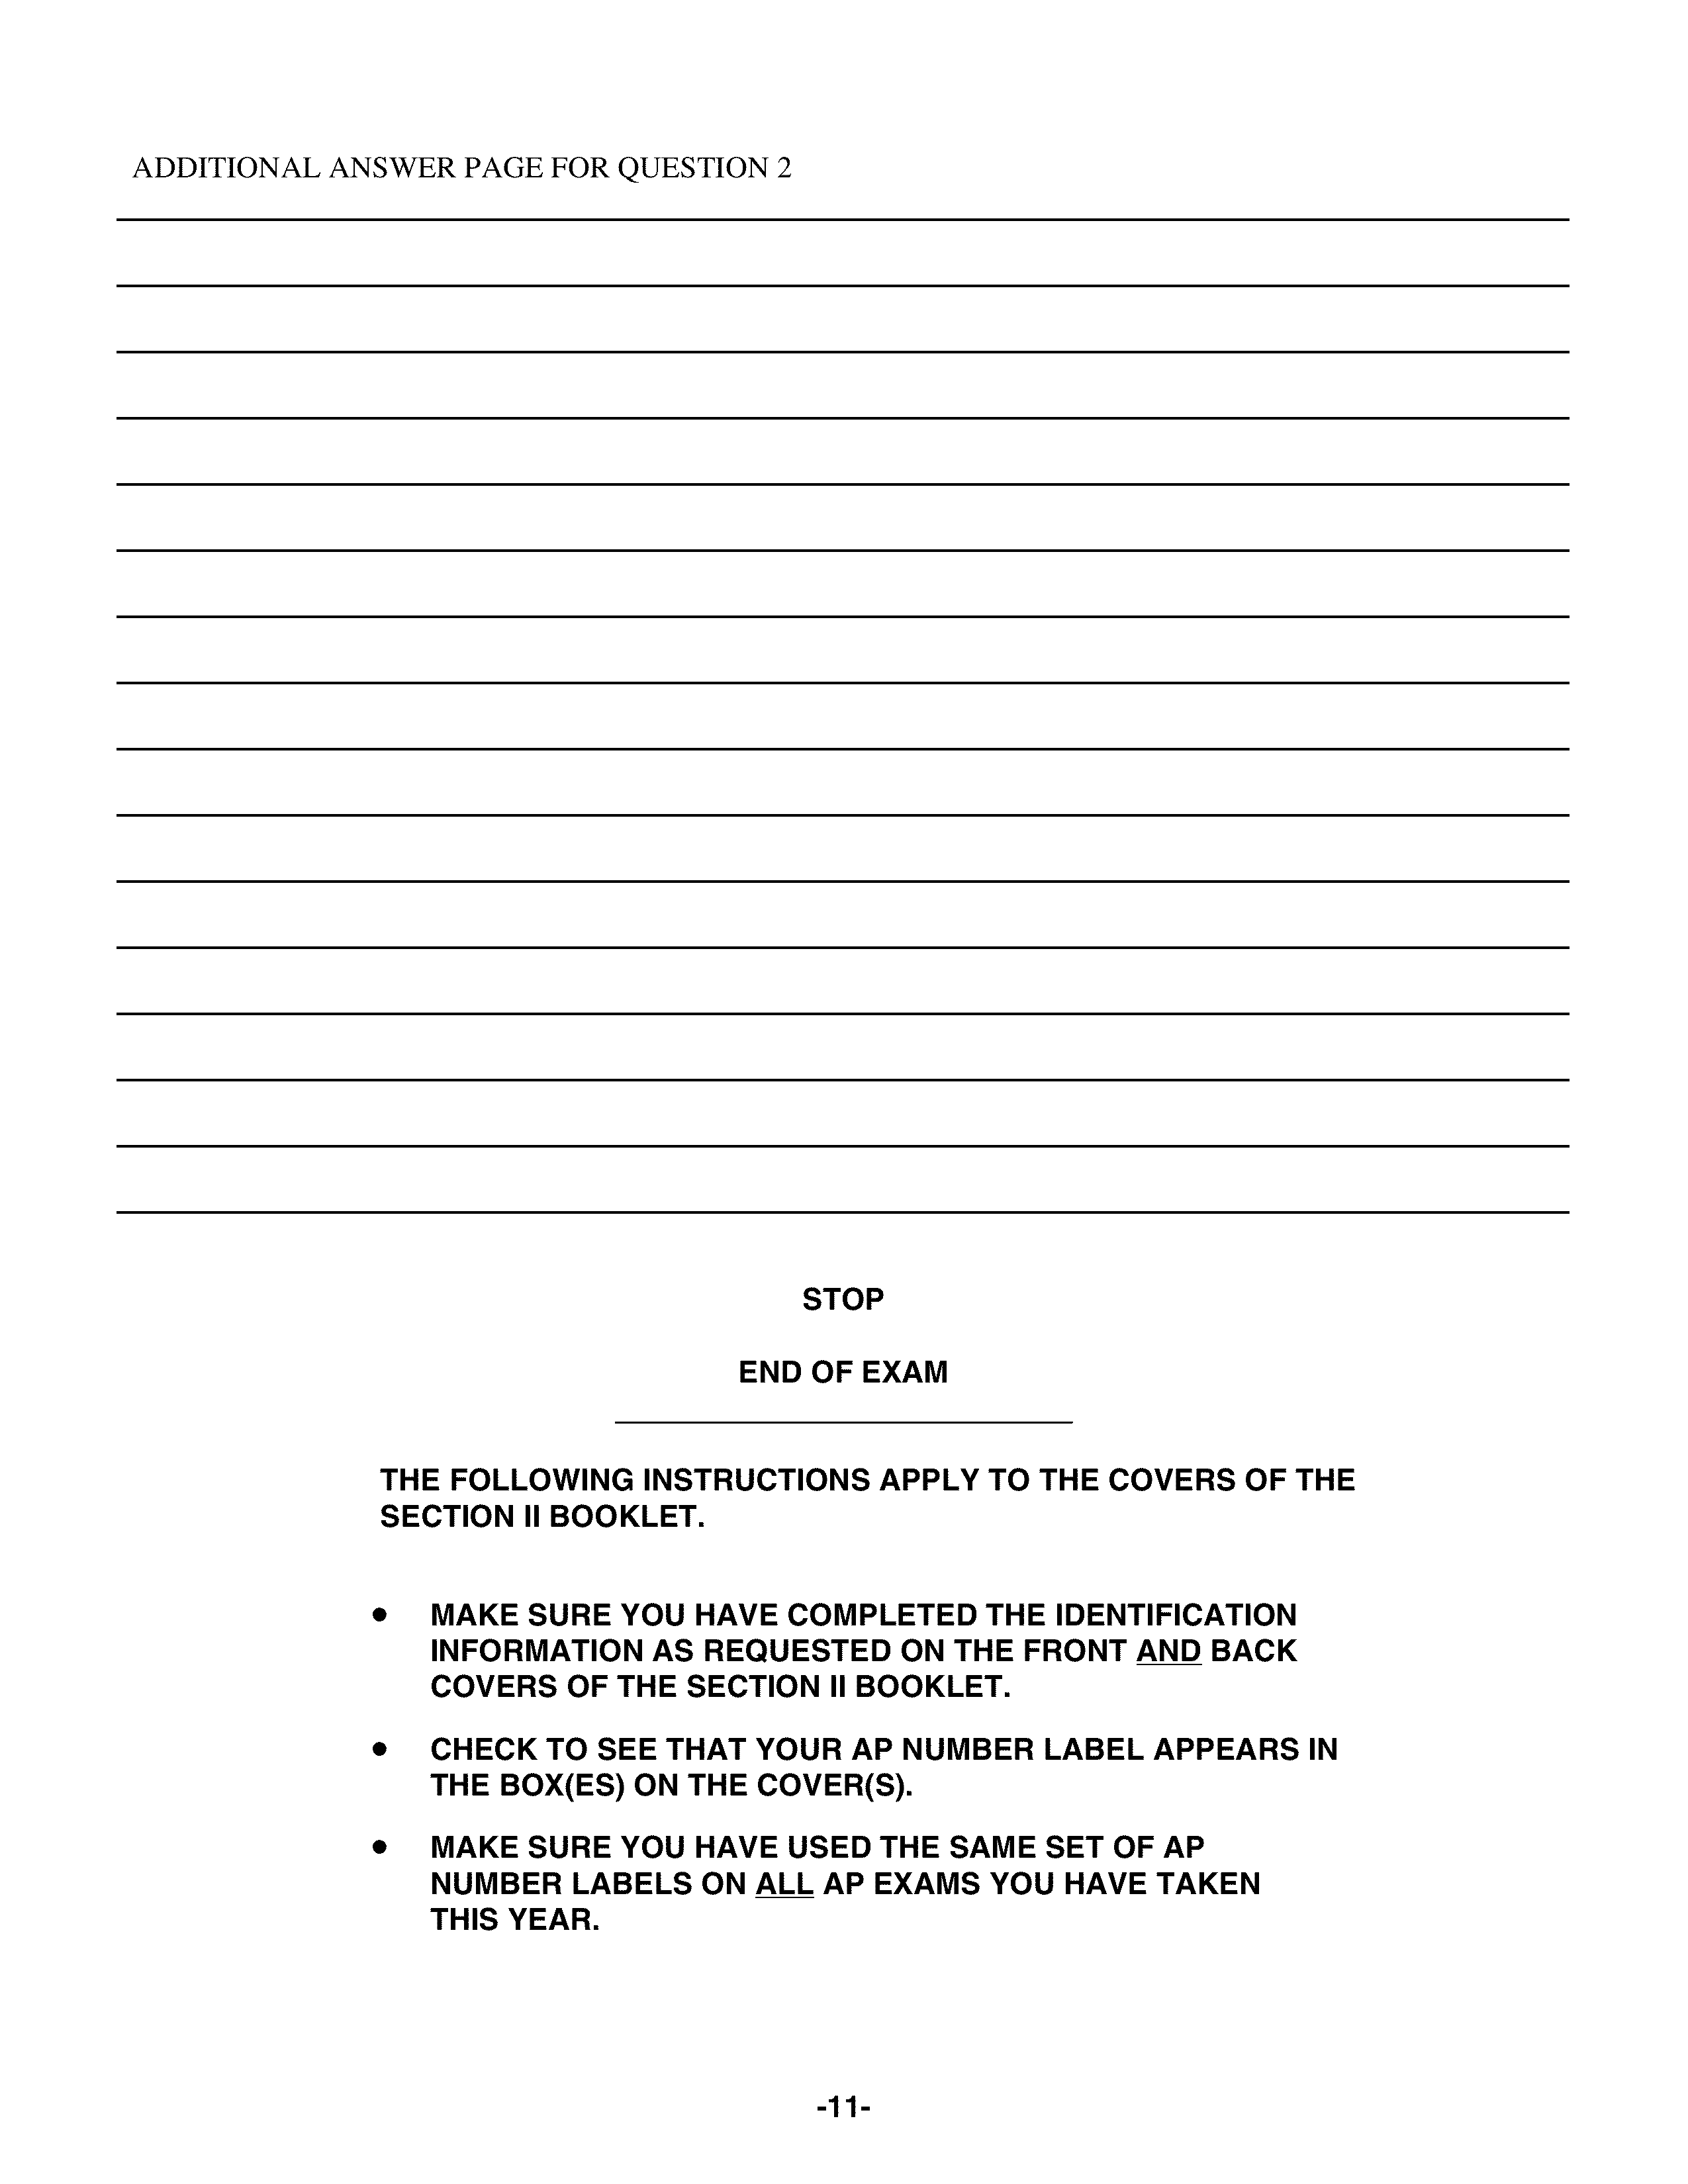 ADDITIONAL ANSWER PAGE FOR QUESTION 2
STOP
END OF EXAM
THE FOLLOWING INSTRUCTIONS APPLY TO THE COVERS OF THE
SECTION II BOOKLET.
• MAKE SURE YOU HAVE COMPLETED THE IDENTIFICATION
INFORMATION AS REQUESTED ON THE FRONT AND BACK
COVERS OF THE SECTION II BOOKLET.
• CHECK TO SEE THAT YOUR AP NUMBER LABEL APPEARS IN
THE BOX(ES) ON THE COVER(S).
• MAKE SURE YOU HAVE USED THE SAME SET OF AP
NUMBER LABELS ON ALL AP EXAMS YOU HAVE TAKEN
THIS YEAR.
-11-